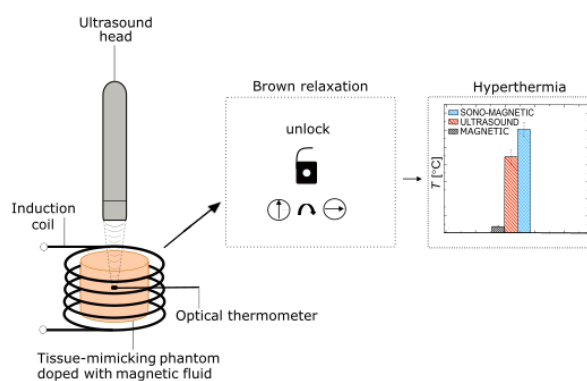 Ultrasound
head
Brown relaxation
Hyperthermia
unlock
SONO-MAGNETIC
ULTRASOUND
MAGNETIC
T [°C]
Induction
coil
Optical thermometer
Tissue-mimicking phantom
doped with magnetic fluid